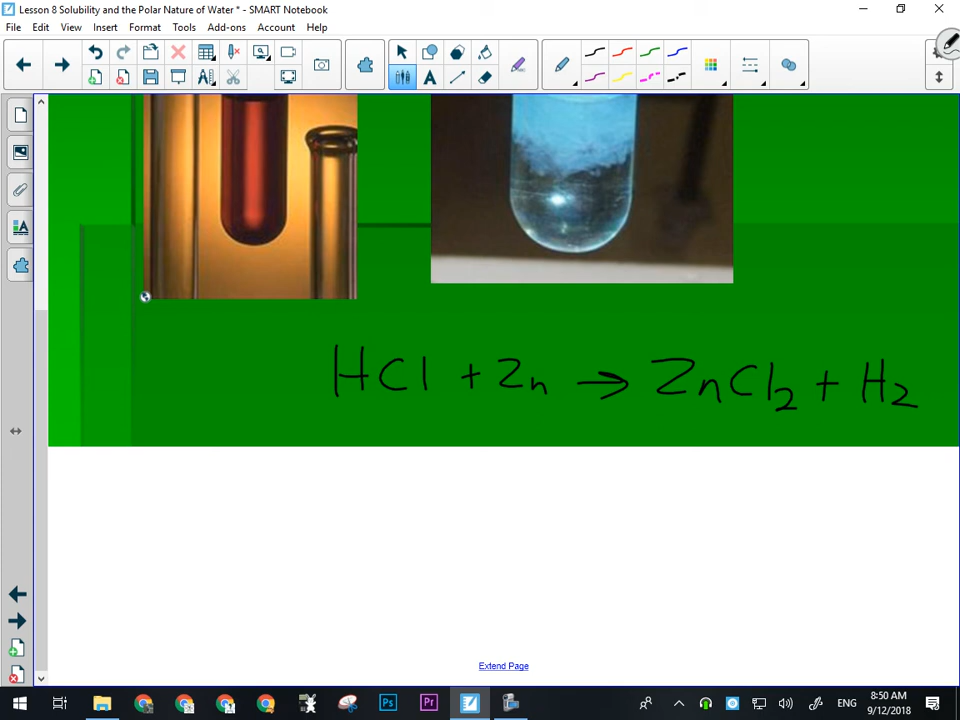 Lesson 8 Solubility and the Polar Nature of Water * - SMART Notebook
File Edit View Insert Format Tools Add-ons Account Help
HCl + Zn → ZnCl2 + H2
Extend Page
ENG
8:50 AM
9/12/2018